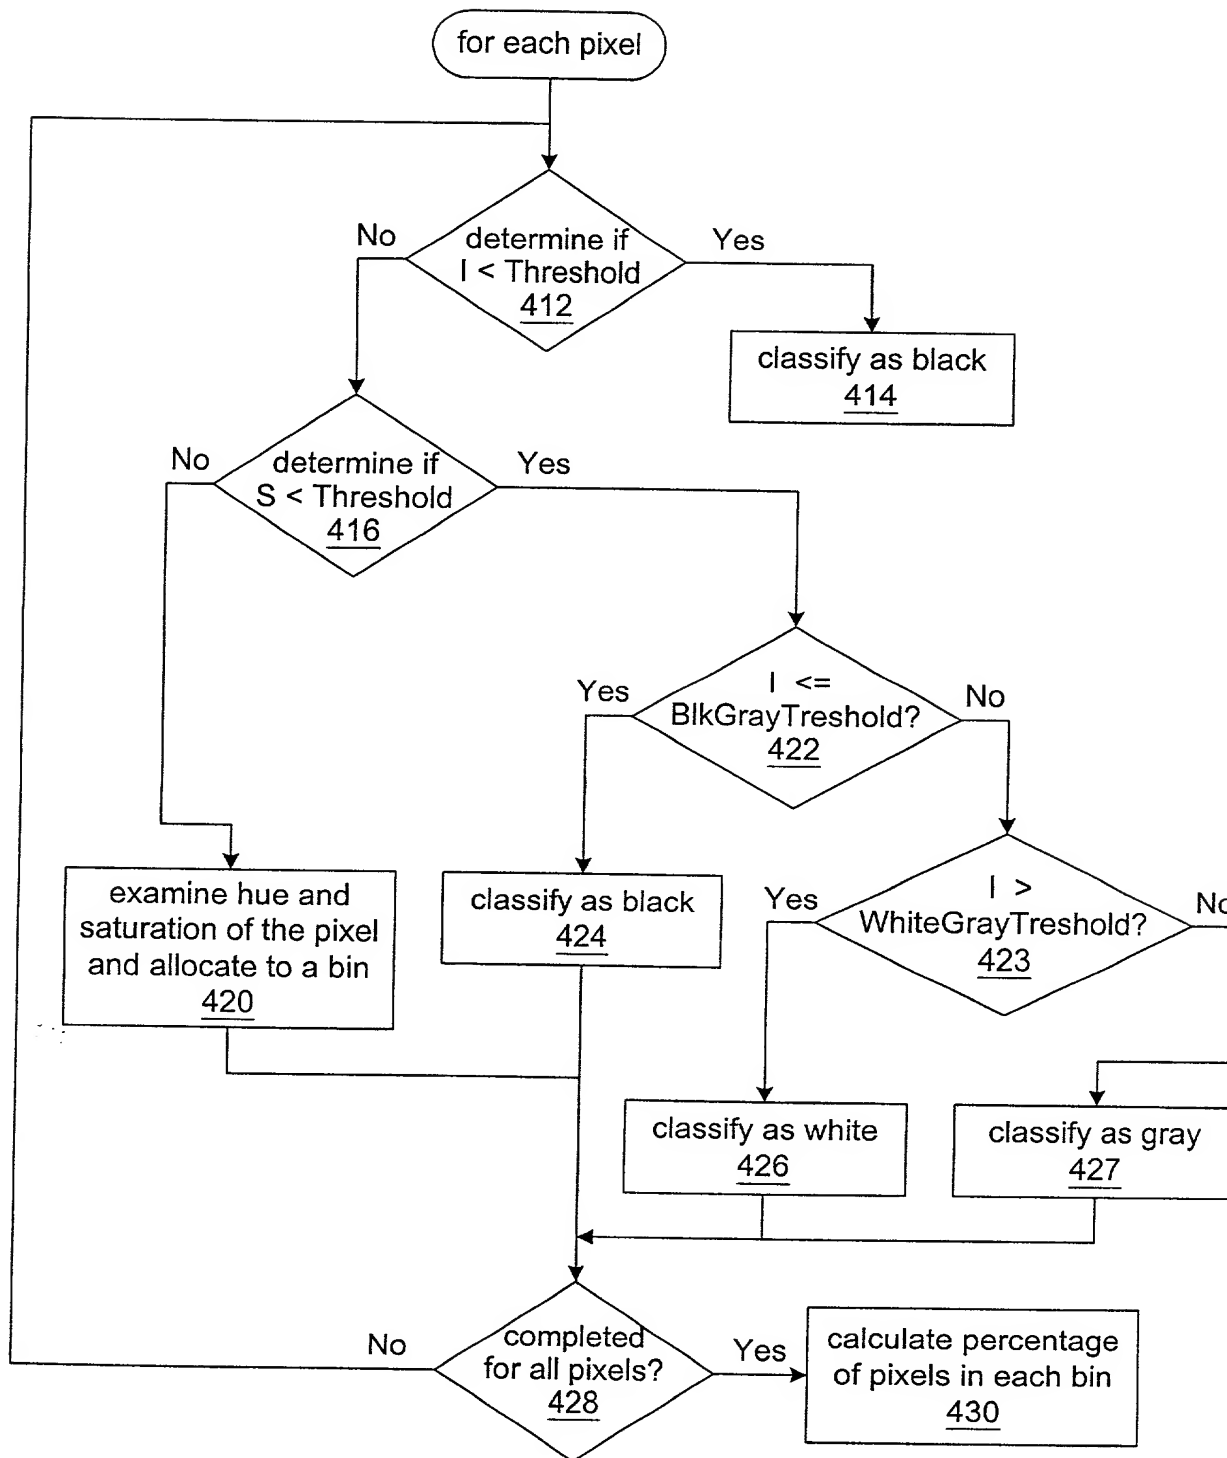 for each pixel
No
determine if
I < Threshold
412
Yes
classify as black
414
No
determine if
S < Threshold
416
Yes
Yes
I <=
BlkGrayTreshold?
422
No
examine hue and
saturation of the pixel
and allocate to a bin
420
classify as black
424
Yes
I >
WhiteGrayTreshold?
423
No
classify as white
426
classify as gray
427
No
completed
for all pixels?
428
Yes
calculate percentage
of pixels in each bin
430